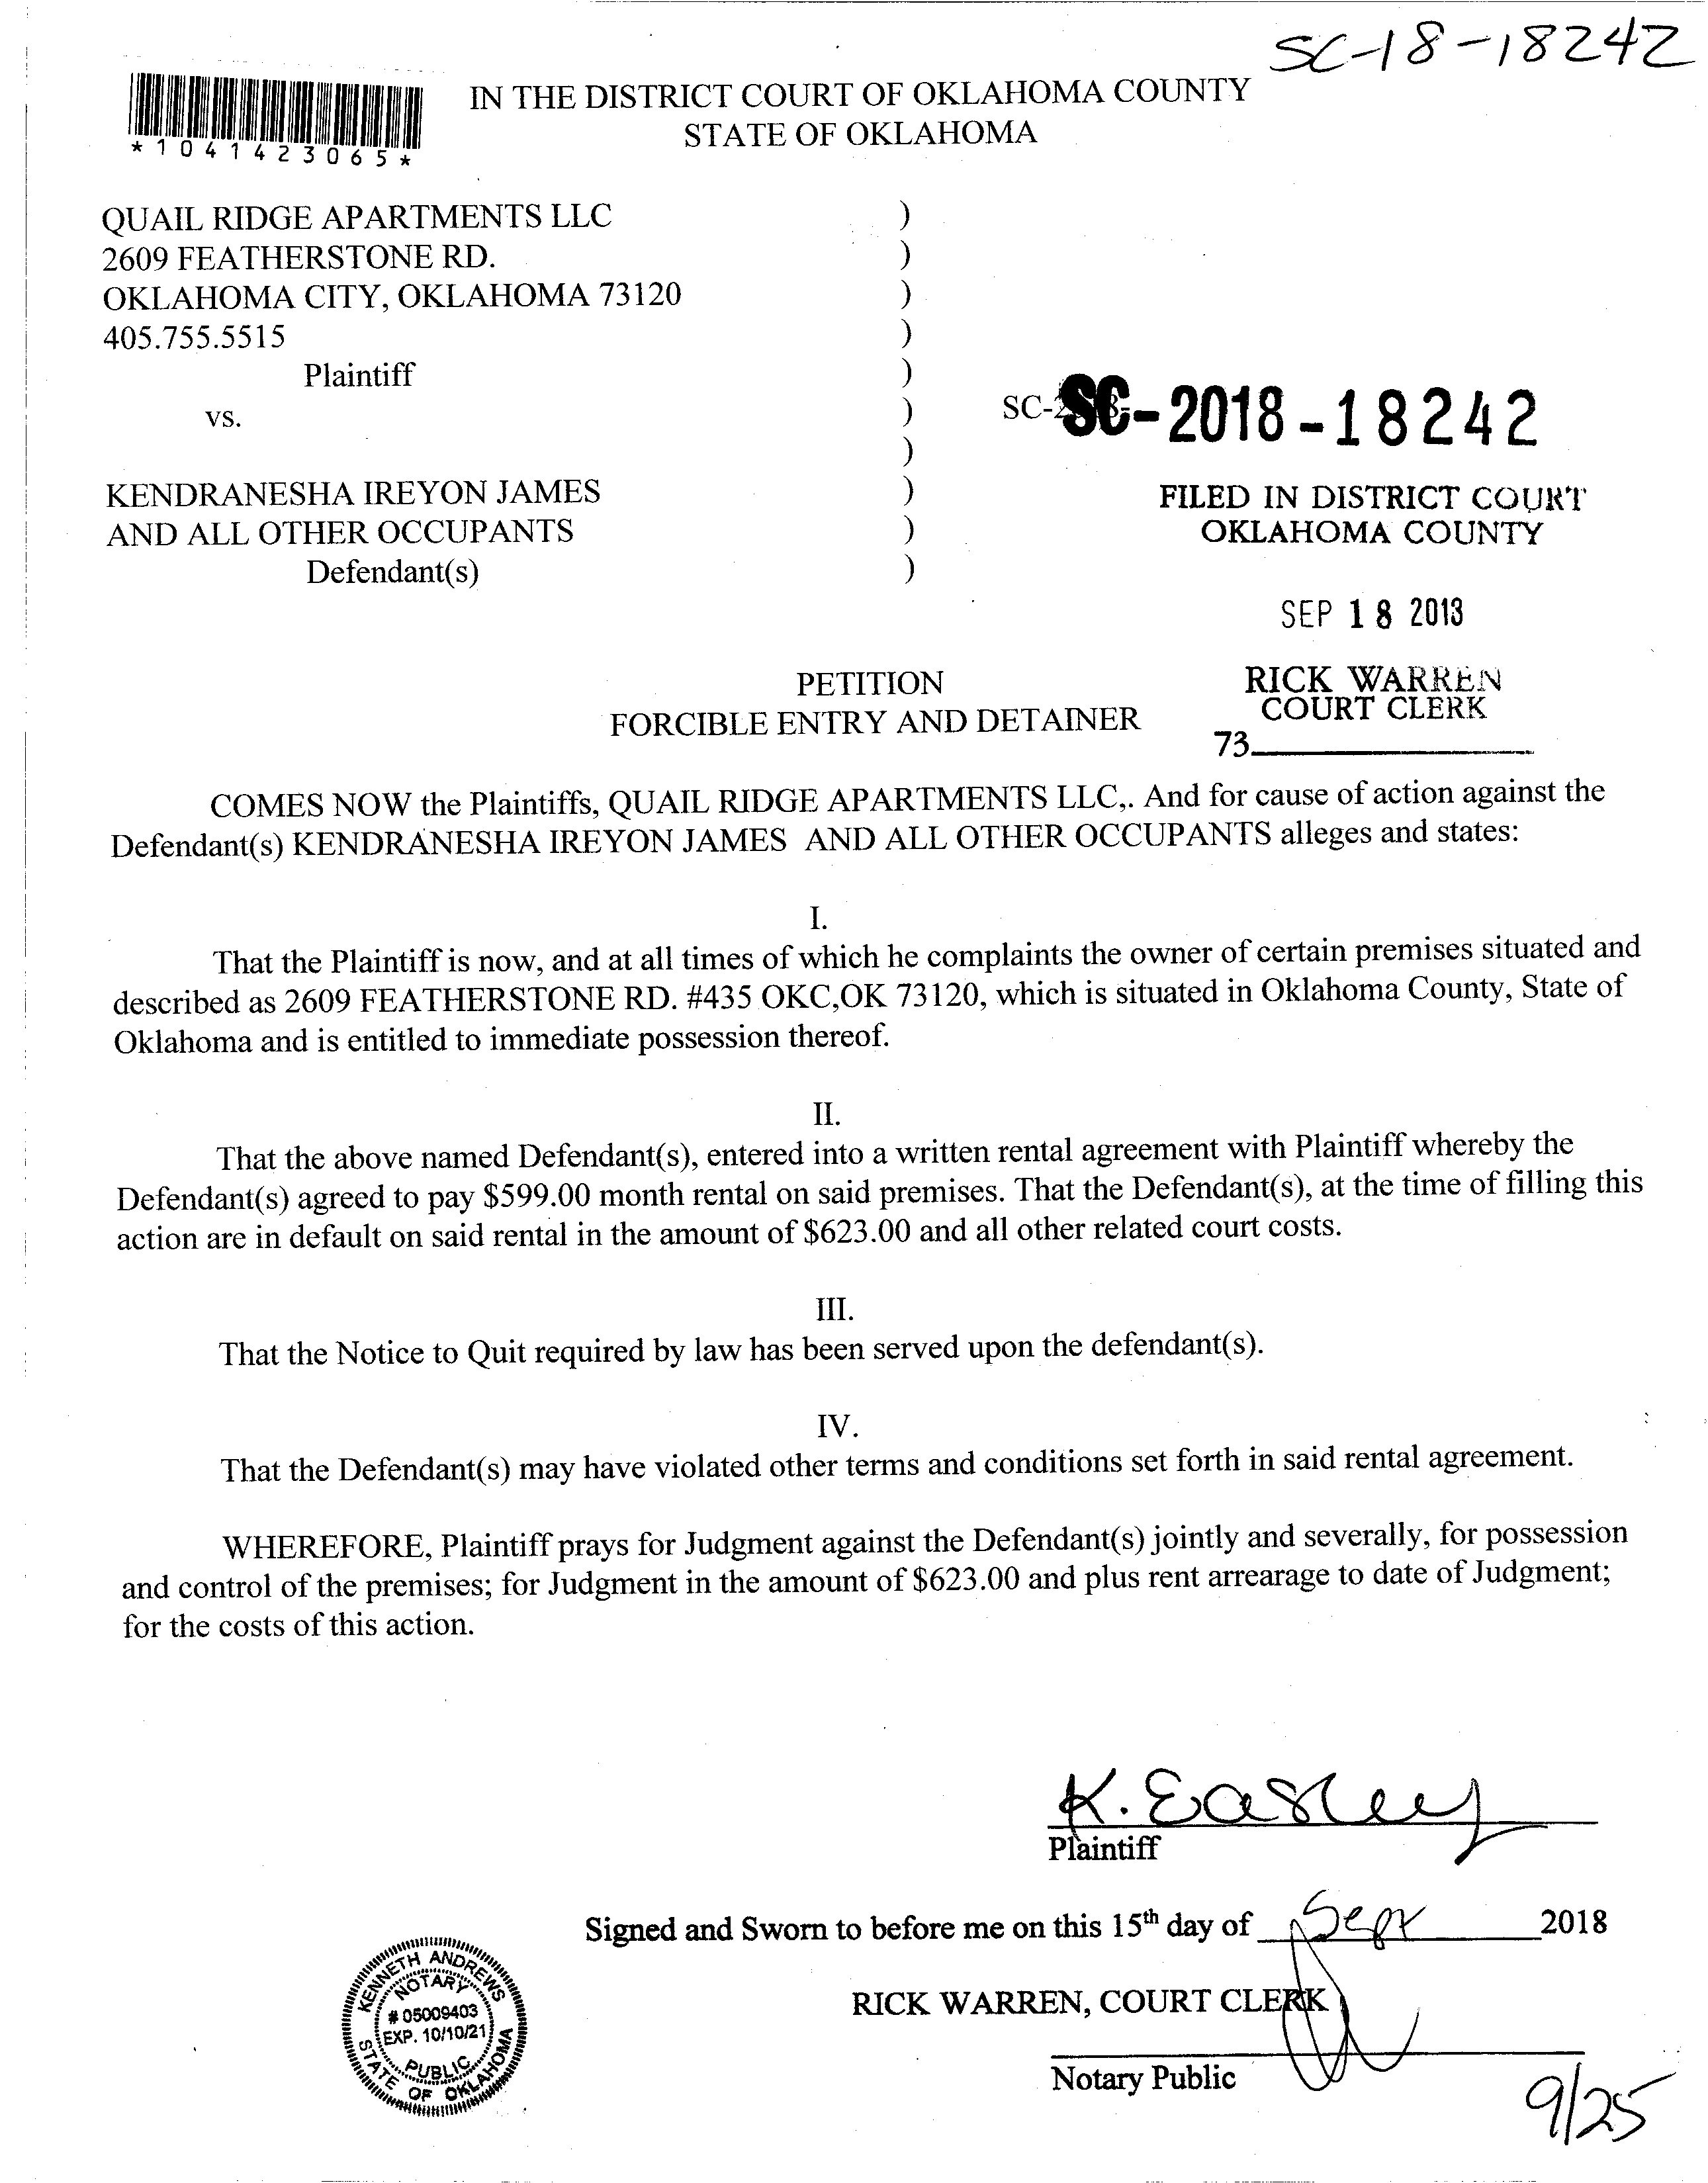 SC-18-18242
*1041423065*
IN THE DISTRICT COURT OF OKLAHOMA COUNTY
STATE OF OKLAHOMA
QUAIL RIDGE APARTMENTS LLC )
2609 FEATHERSTONE RD. )
OKLAHOMA CITY, OKLAHOMA 73120 )
405.755.5515 )
Plaintiff )
vs. )
)
SC-2018-
SC-2018-18242
KENDRANESHA IREYON JAMES )
AND ALL OTHER OCCUPANTS )
Defendant(s) )
FILED IN DISTRICT COURT
OKLAHOMA COUNTY
SEP 18 2018
RICK WARREN
COURT CLERK
73
PETITION
FORCIBLE ENTRY AND DETAINER
COMES NOW the Plaintiffs, QUAIL RIDGE APARTMENTS LLC,. And for cause of action against the
Defendant(s) KENDRANESHA IREYON JAMES AND ALL OTHER OCCUPANTS alleges and states:
I.
That the Plaintiff is now, and at all times of which he complaints the owner of certain premises situated and
described as 2609 FEATHERSTONE RD. #435 OKC,OK 73120, which is situated in Oklahoma County, State of
Oklahoma and is entitled to immediate possession thereof.
II.
That the above named Defendant(s), entered into a written rental agreement with Plaintiff whereby the
Defendant(s) agreed to pay $599.00 month rental on said premises. That the Defendant(s), at the time of filling this
action are in default on said rental in the amount of $623.00 and all other related court costs.
III.
That the Notice to Quit required by law has been served upon the defendant(s).
IV.
That the Defendant(s) may have violated other terms and conditions set forth in said rental agreement.
WHEREFORE, Plaintiff prays for Judgment against the Defendant(s) jointly and severally, for possession
and control of the premises; for Judgment in the amount of $623.00 and plus rent arrearage to date of Judgment;
for the costs of this action.
K. Easley
Plaintiff
Signed and Sworn to before me on this 15th day of Sept 2018
RICK WARREN, COURT CLERK
Notary Public
KENNETH ANDREWS
NOTARY
# 05009403
EXP. 10/10/21
PUBLIC
STATE OF OKLAHOMA
9/25